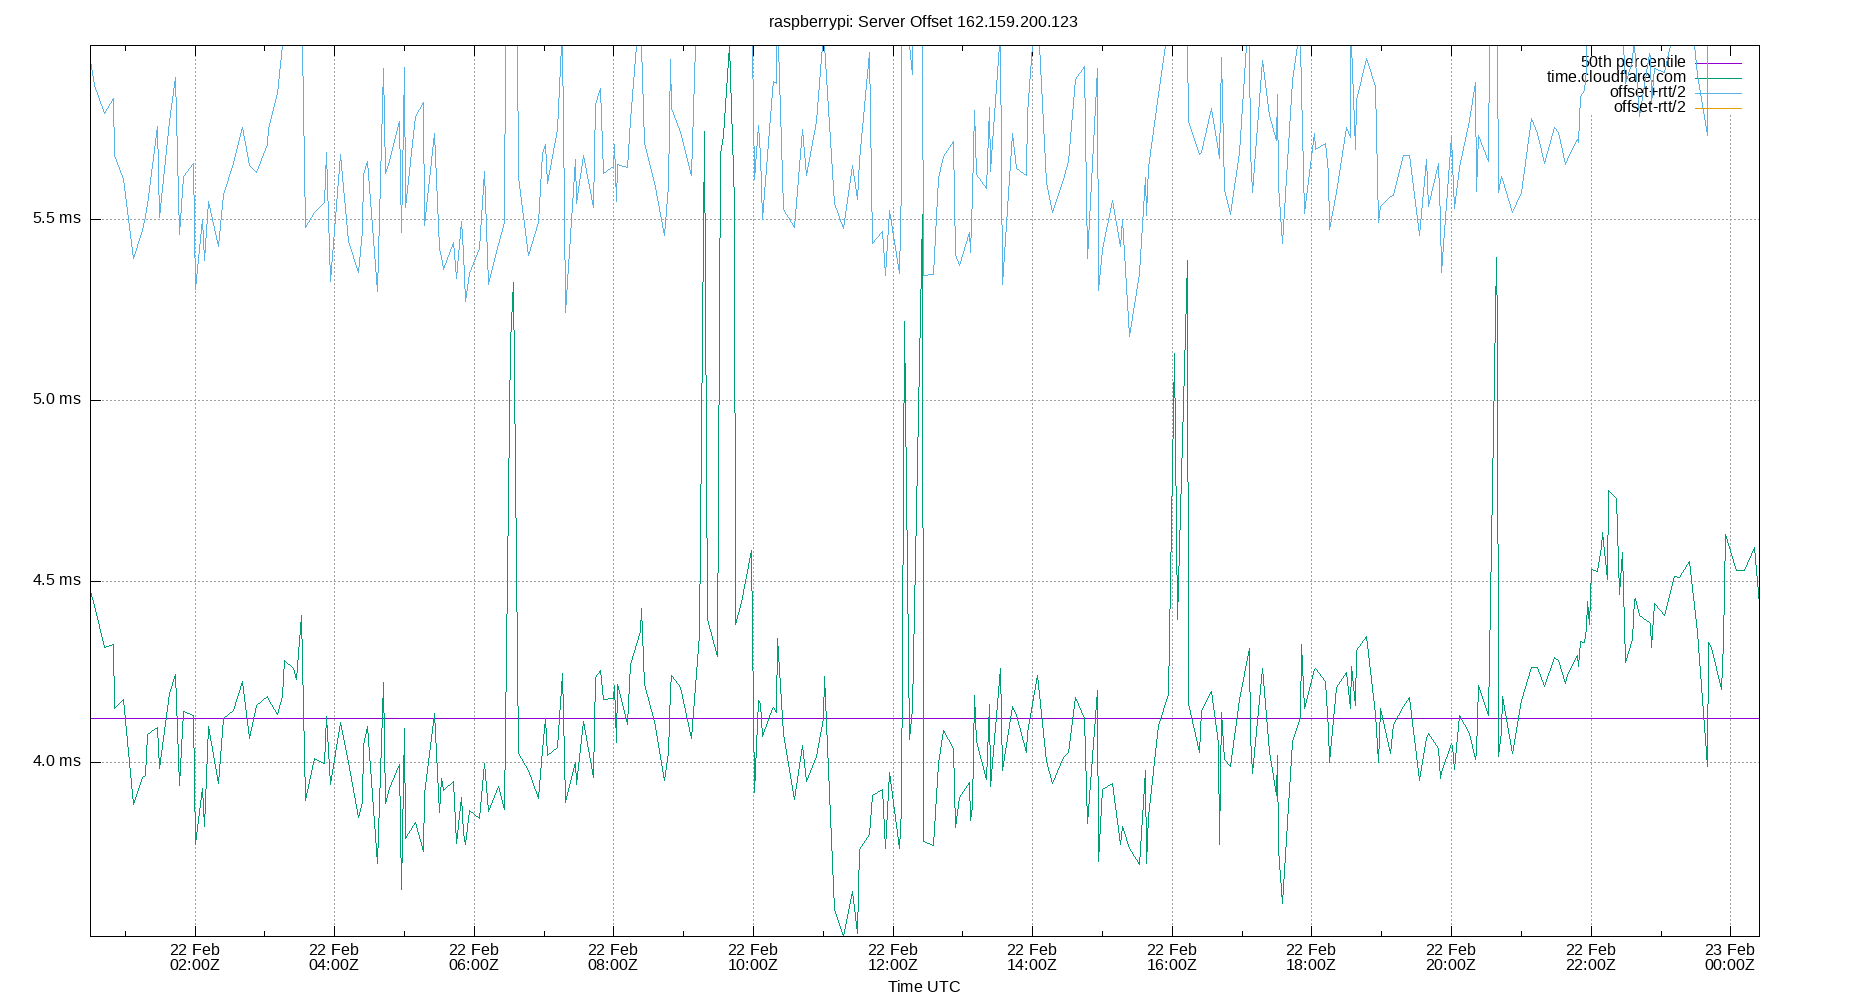 raspberrypi: Server Offset 162.159.200.123
50th percentile
time.cloudflare.com
offset+rtt/2
offset-rtt/2
5.5 ms
5.0 ms
4.5 ms
4.0 ms
22 Feb 22 Feb 22 Feb 22 Feb 22 Feb 22 Feb 22 Feb 22 Feb 22 Feb 22 Feb 22 Feb 23 Feb
02:00Z 04:00Z 06:00Z 08:00Z 10:00Z 12:00Z 14:00Z 16:00Z 18:00Z 20:00Z 22:00Z 00:00Z
Time UTC